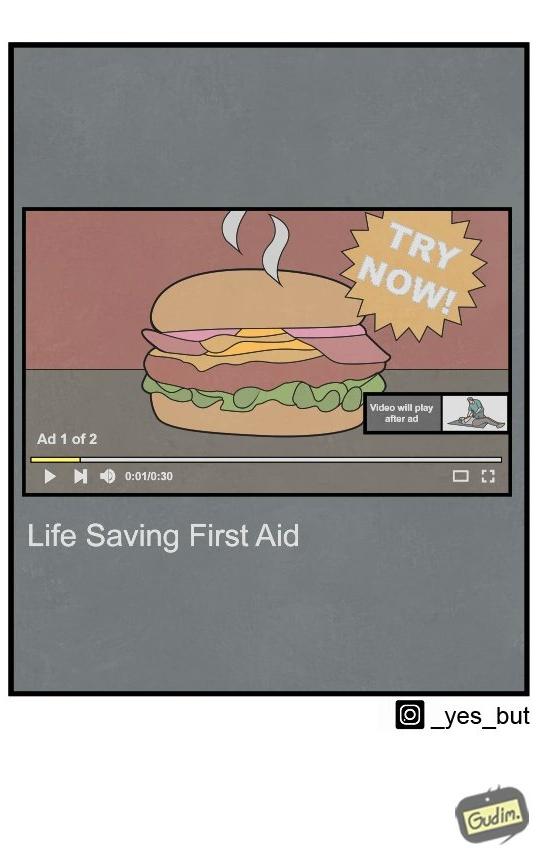 TRY
NOW!
Video will play
after ad
Ad 1 of 2
0:01/0:30
Life Saving First Aid
_yes_but
Gudim.